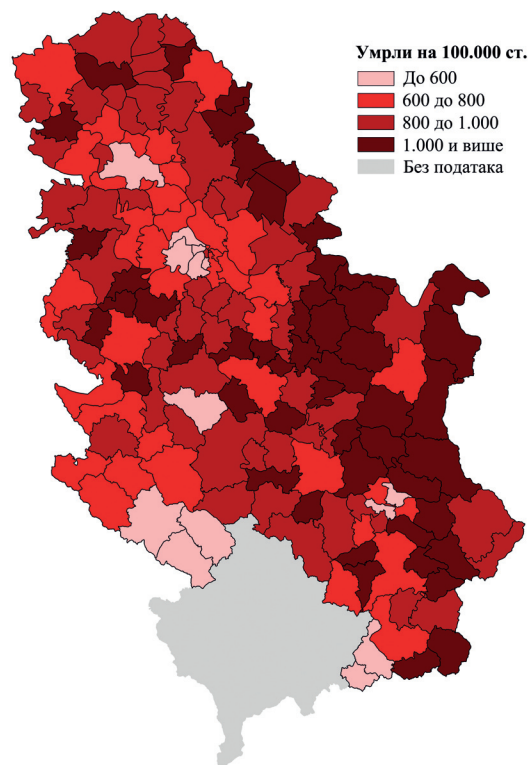 Умрли на 100.000 ст.
До 600
600 до 800
800 до 1.000
1.000 и више
Без података